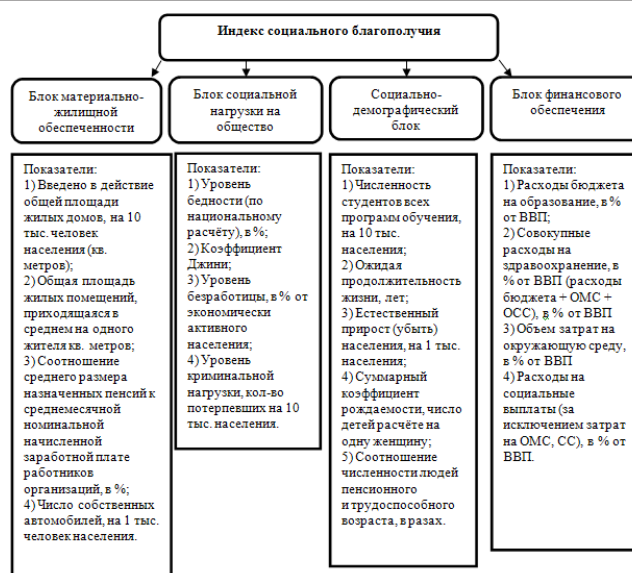 Индекс социального благополучия
Блок материально-
жилищной
обеспеченности
Блок социальной
нагрузки на
общество
Социально-
демографический
блок
Блок финансового
обеспечения
Показатели:
1) Введено в действие
общей площади
жилых домов, на 10
тыс. человек
населения (кв.
метров);
2) Общая площадь
жилых помещений,
приходящаяся в
среднем на одного
жителя кв. метров;
3) Соотношение
среднего размера
назначенных пенсий к
среднемесячной
номинальной
начисленной
заработной плате
работников
организаций, в %;
4) Число собственных
автомобилей, на 1 тыс.
человек населения.
Показатели:
1) Уровень
бедности (по
национальному
расчёту), в %;
2) Коэффициент
Джини;
3) Уровень
безработицы, в % от
экономически
активного
населения;
4) Уровень
криминальной
нагрузки, кол-во
потерпевших на 10
тыс. населения.
Показатели:
1) Численность
студентов всех
программ обучения,
на 10 тыс.
населения;
2) Ожидая
продолжительность
жизни, лет;
3) Естественный
прирост (убыть)
населения, на 1 тыс.
населения;
4) Суммарный
коэффициент
рождаемости, число
детей расчёте на
одну женщину;
5) Соотношение
численности людей
пенсионного
и трудоспособного
возраста, в разах.
Показатели:
1) Расходы бюджета
на образование, в %
от ВВП;
2) Совокупные
расходы на
здравоохранение, в
% от ВВП (расходы
бюджета + ОМС +
ОСС), в % от ВВП
3) Объем затрат на
окружающую среду,
в % от ВВП
4) Расходы на
социальные
выплаты (за
исключением затрат
на ОМС, СС), в % от
ВВП.